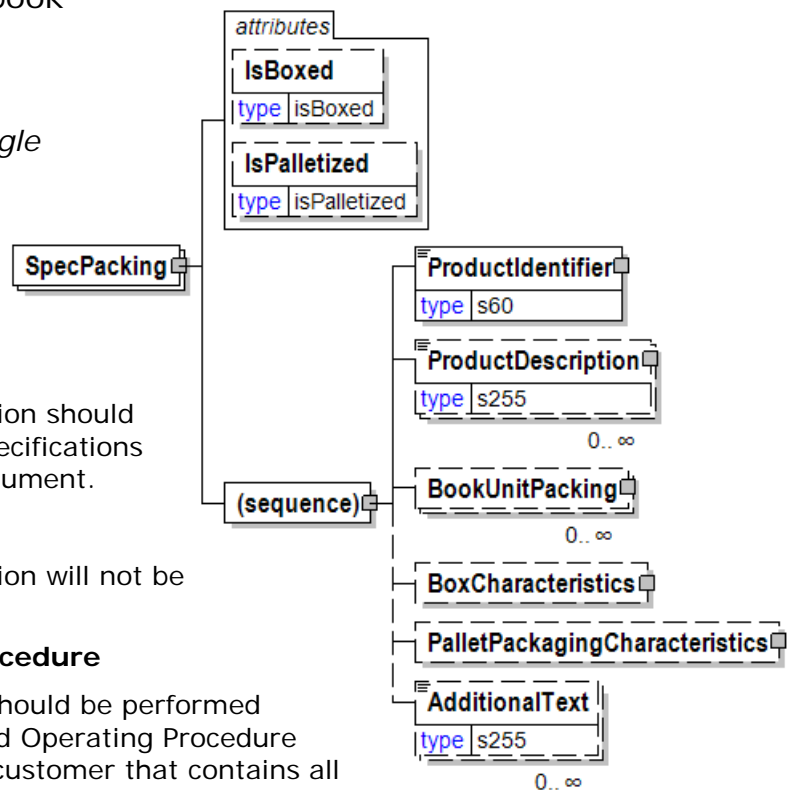 book
attributes
IsBoxed
type isBoxed
gle
IsPalletized
type isPalletized
SpecPacking
ProductIdentifier
type s60
ProductDescription
type s255
0.. ∞
ion should
ecifications
ument.
(sequence)
BookUnitPacking
0.. ∞
ion will not be
BoxCharacteristics
PalletPackagingCharacteristics
cedure
hould be performed
d Operating Procedure
customer that contains all
AdditionalText
type s255
0.. ∞